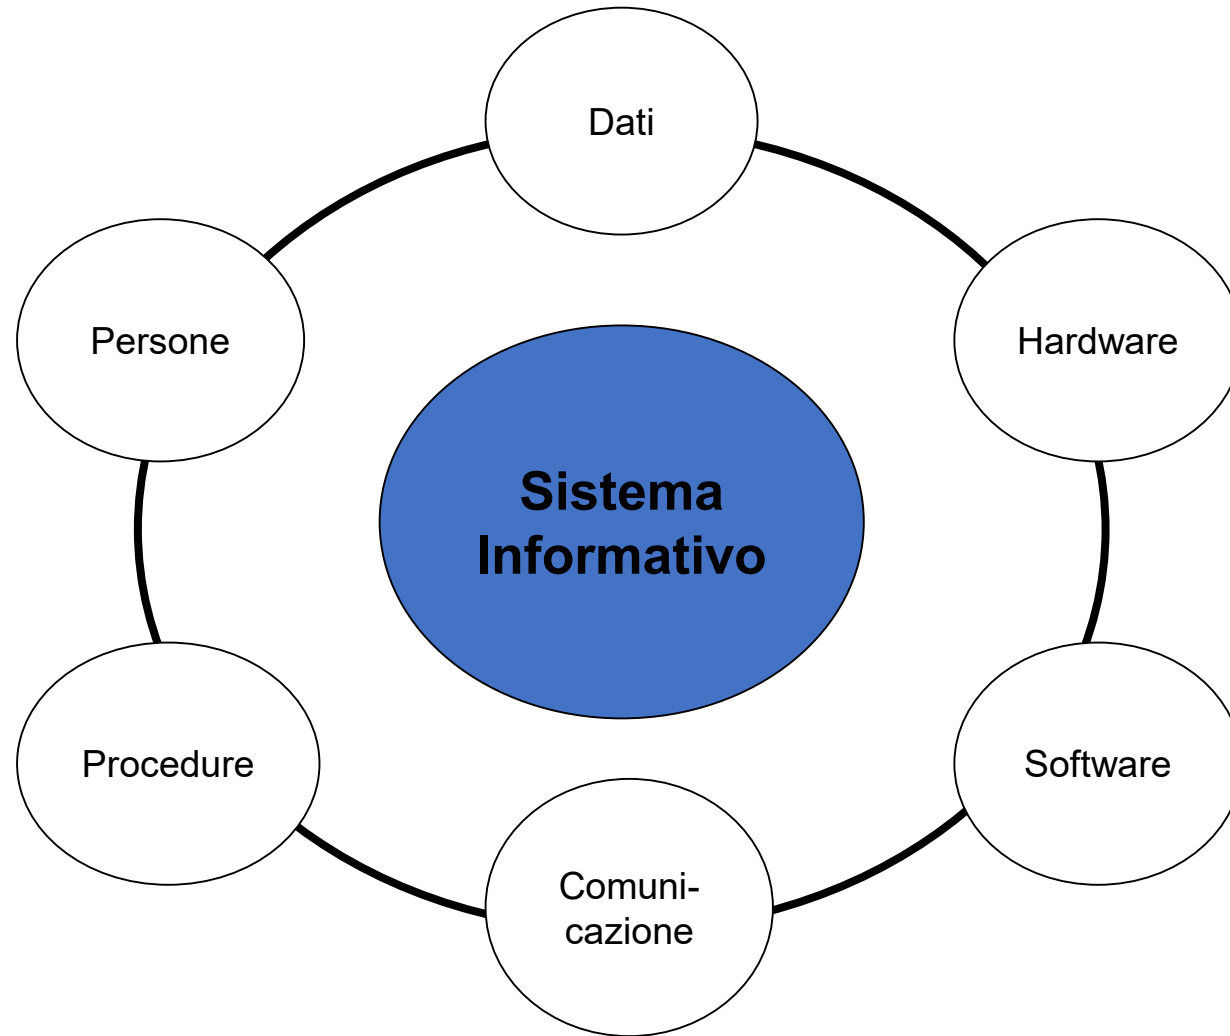 Dati
Persone
Hardware
Sistema
Informativo
Procedure
Software
Comuni-
cazione